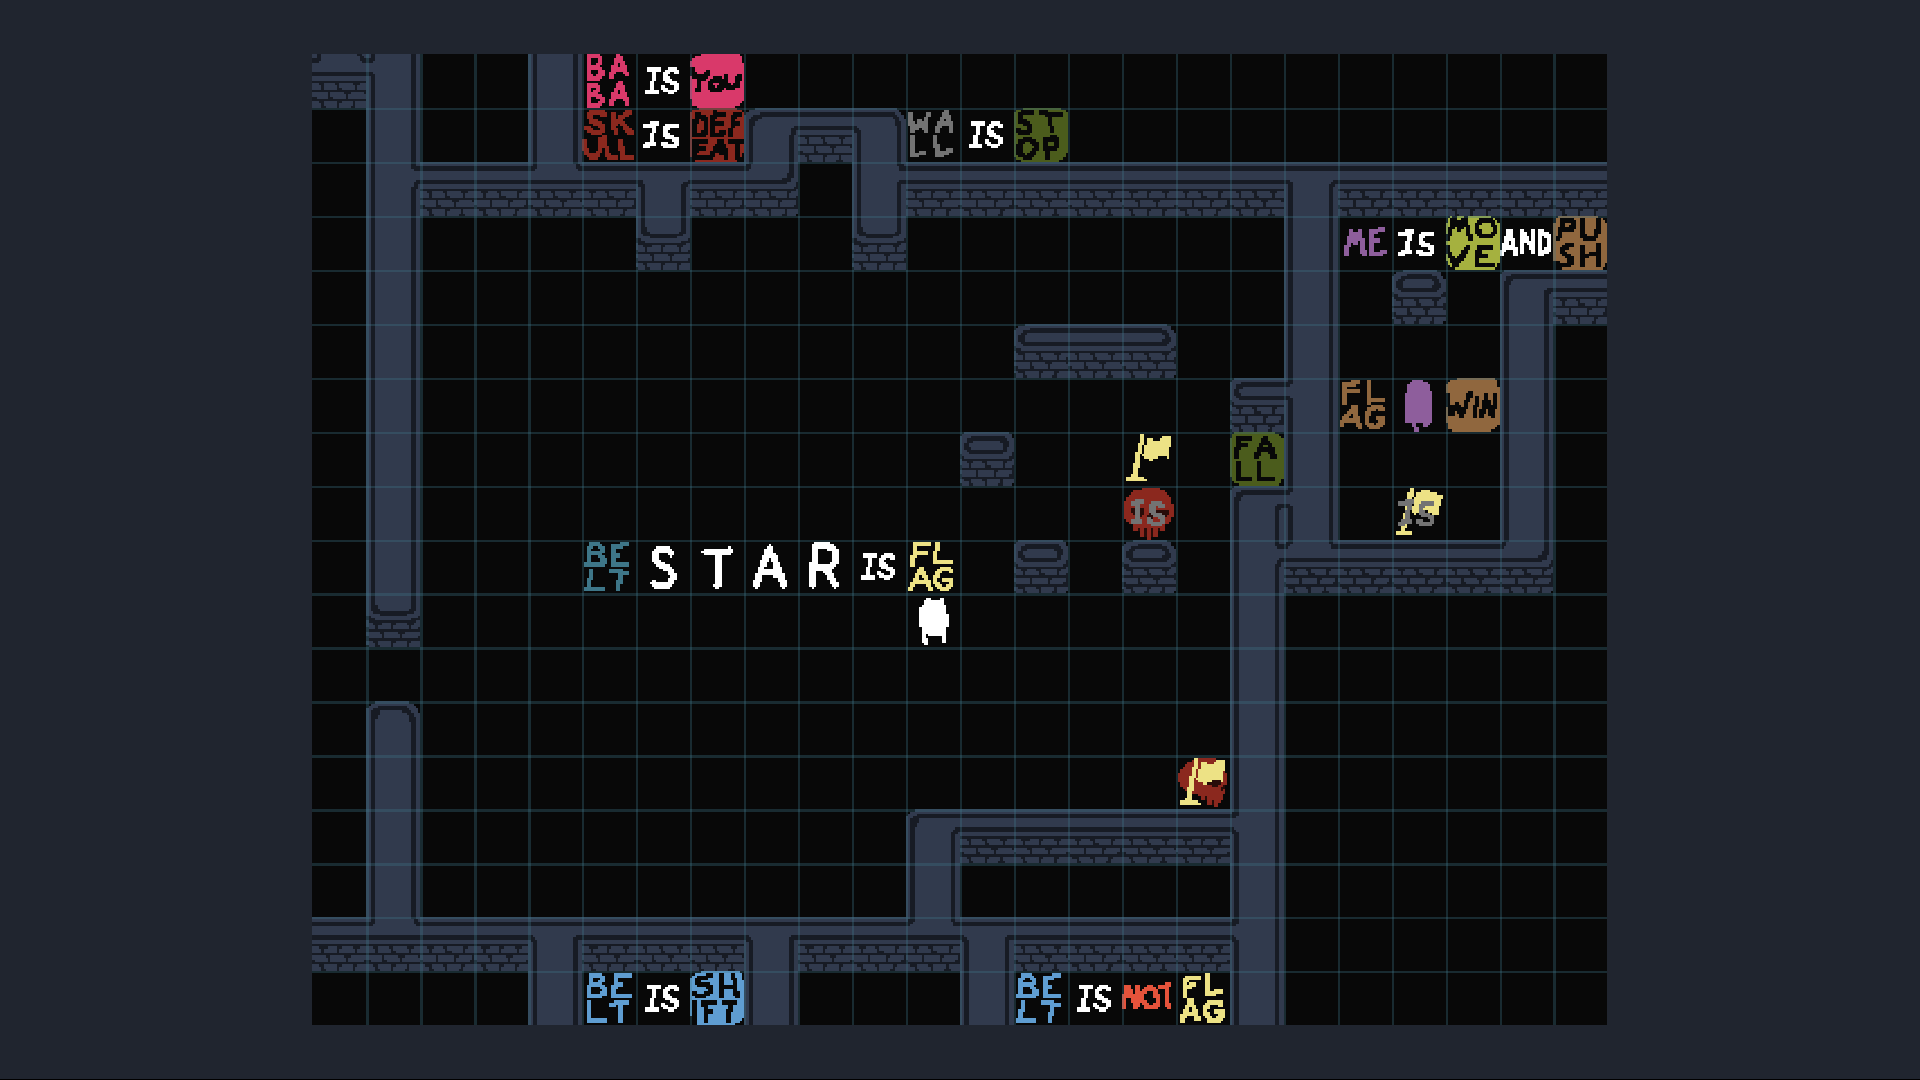 BABA IS YOU
SKULL IS DEFEAT
WALL IS STOP
ME IS MOVE AND PUSH
FLAG WIN
FALL
IS
IS
BELT S T A R IS FLAG
BELT IS SHIFT
BELT IS NOT FLAG